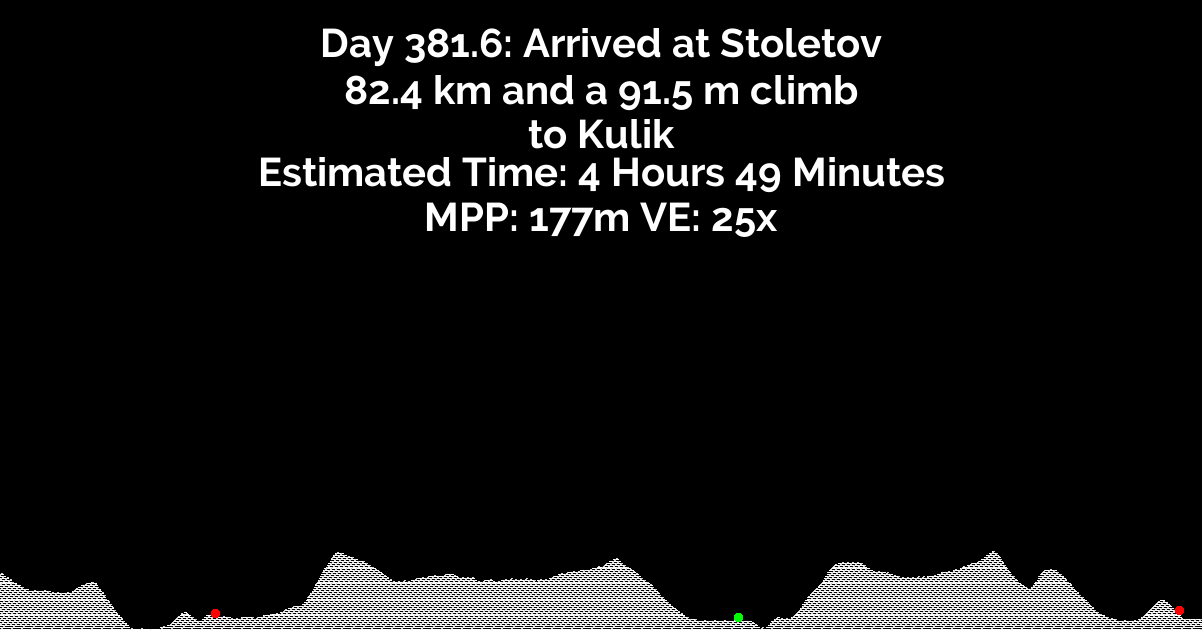 Day 381.6: Arrived at Stoletov
82.4 km and a 91.5 m climb
to Kulik
Estimated Time: 4 Hours 49 Minutes
MPP: 177m VE: 25x